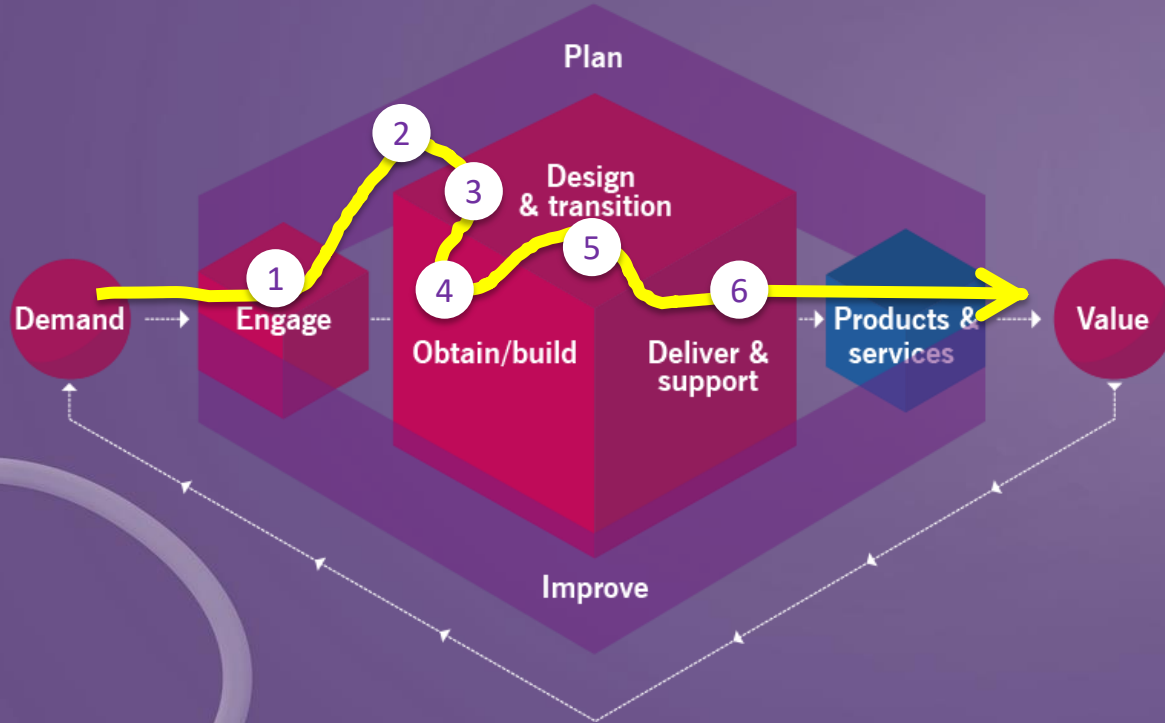 Plan
2
3
Design
& transition
5
1
4
6
Demand
Engage
Products &
services
Value
Obtain/build
Deliver &
support
Improve